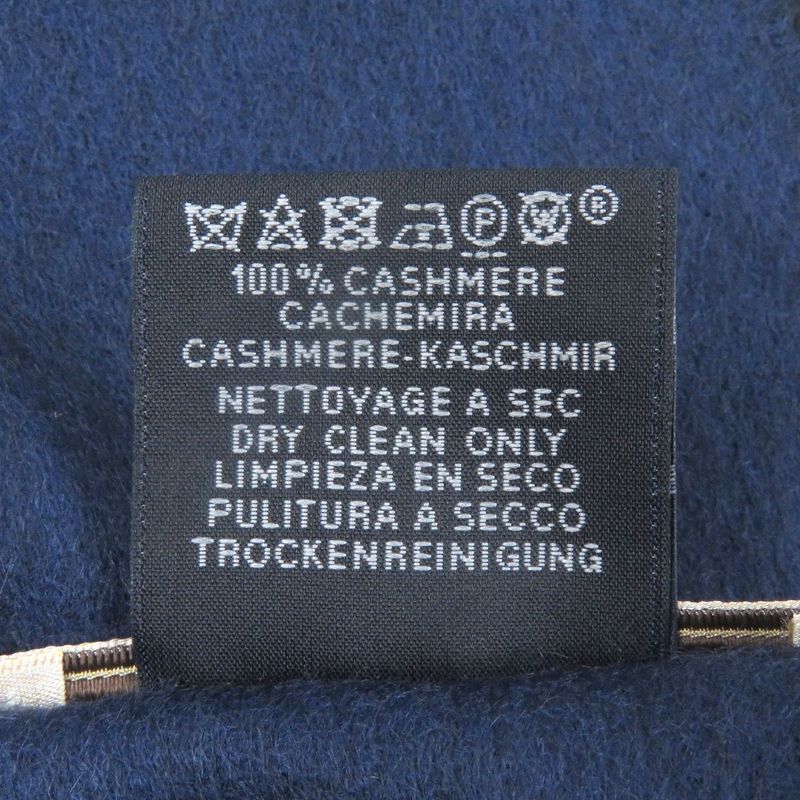 P W ®
100% CASHMERE
CACHEMIRA
CASHMERE-KASCHMIR
NETTOYAGE A SEC
DRY CLEAN ONLY
LIMPIEZA EN SECO
PULITURA A SECCO
TROCKENREINIGUNG